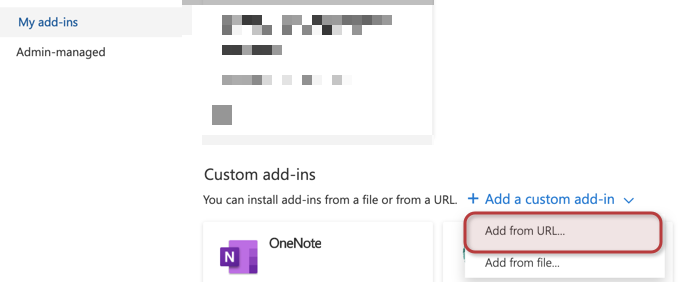 My add-ins
Admin-managed
Custom add-ins
You can install add-ins from a file or from a URL. + Add a custom add-in
Add from URL...
OneNote
N
Add from file...